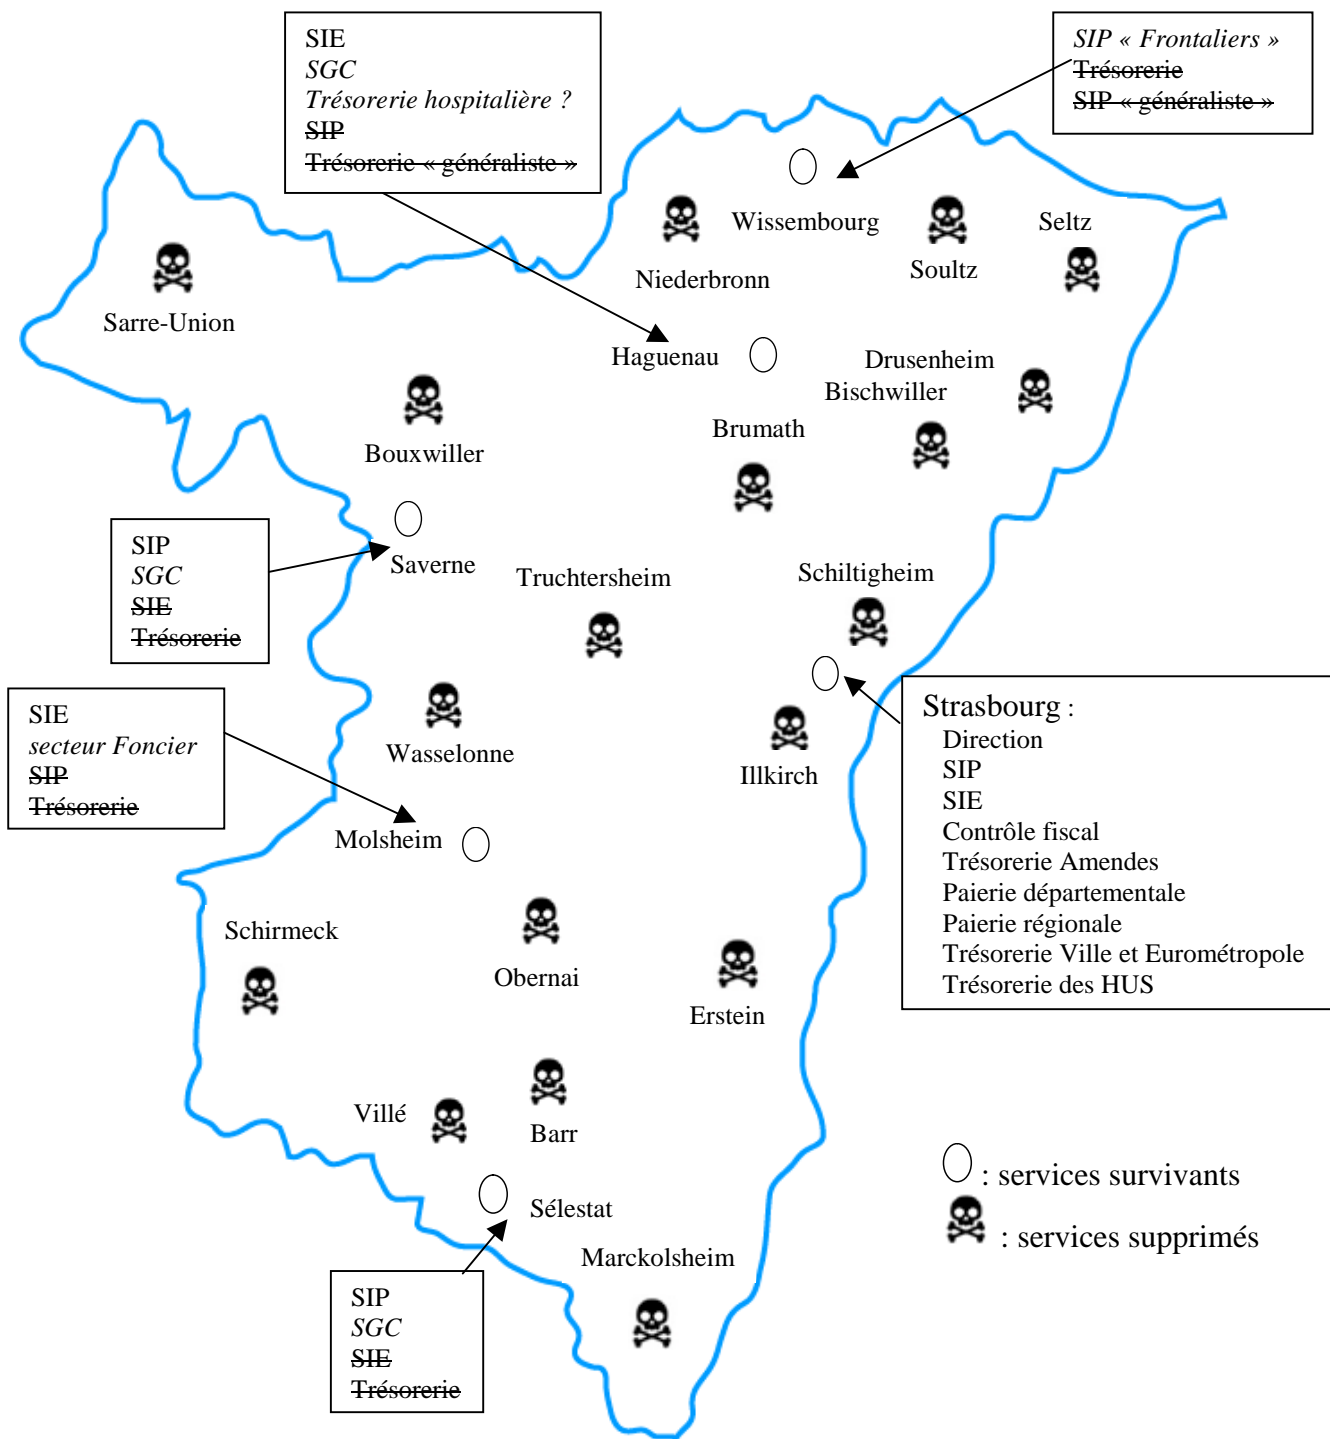 SIE
SGC
Trésorerie hospitalière ?
SIP
Trésorerie « généraliste »
SIP « Frontaliers »
Trésorerie
SIP « généraliste »
Wissembourg
Seltz
Niederbronn
Soultz
Sarre-Union
Haguenau
Drusenheim
Bischwiller
Brumath
Bouxwiller
SIP
SGC
SIE
Trésorerie
Saverne
Truchtersheim
Schiltigheim
SIE
secteur Foncier
SIP
Trésorerie
Wasselonne
Illkirch
Strasbourg :
Direction
SIP
SIE
Contrôle fiscal
Trésorerie Amendes
Paierie départementale
Paierie régionale
Trésorerie Ville et Eurométropole
Trésorerie des HUS
Molsheim
Schirmeck
Obernai
Erstein
Villé
Barr
Sélestat
Marckolsheim
SIP
SGC
SIE
Trésorerie
: services survivants
: services supprimés